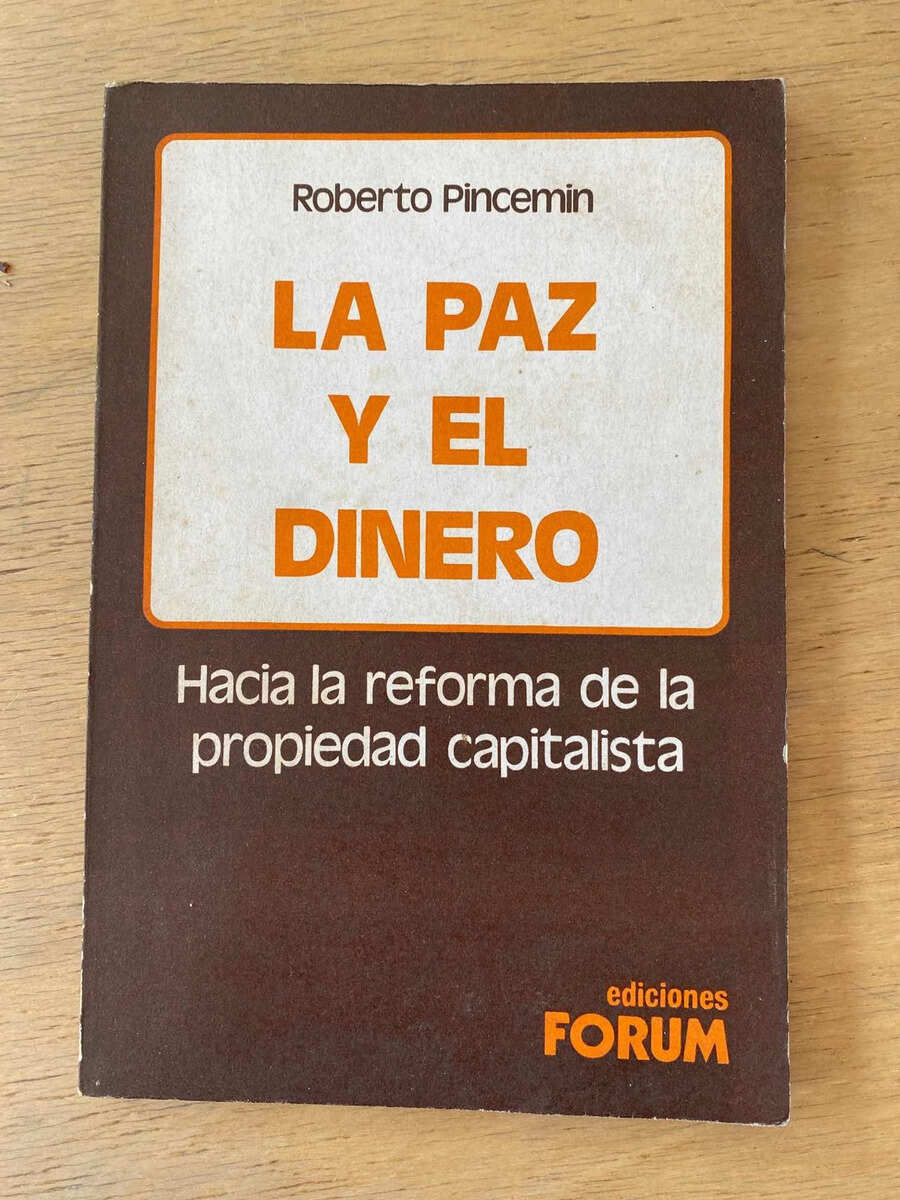 Roberto Pincemin
LA PAZ
Y EL
DINERO
Hacia la reforma de la
propiedad capitalista
ediciones
FORUM